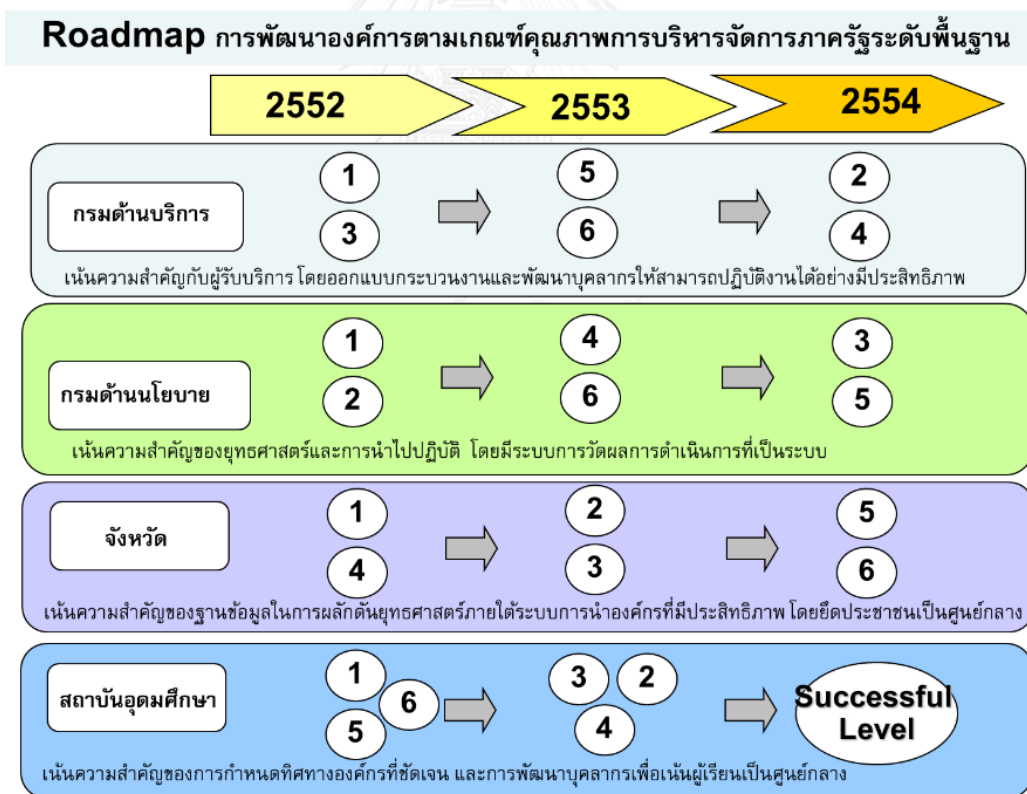 Roadmap การพัฒนาองค์การตามเกณฑ์คุณภาพการบริหารจัดการภาครัฐระดับพื้นฐาน
2552 2553 2554
กรมด้านบริการ
1 5 2
3 6 4
เน้นความสำคัญกับผู้รับบริการ โดยออกแบบกระบวนงานและพัฒนาบุคลากรให้สามารถปฏิบัติงานได้อย่างมีประสิทธิภาพ
กรมด้านนโยบาย
1 4 3
2 6 5
เน้นความสำคัญของยุทธศาสตร์และการนำไปปฏิบัติ โดยมีระบบการวัดผลการดำเนินการที่เป็นระบบ
จังหวัด
1 2 5
4 3 6
เน้นความสำคัญของฐานข้อมูลในการผลักดันยุทธศาสตร์ภายใต้ระบบการนำองค์กรที่มีประสิทธิภาพ โดยยึดประชาชนเป็นศูนย์กลาง
สถาบันอุดมศึกษา
1 6 5
3 2 4
Successful
Level
เน้นความสำคัญของการกำหนดทิศทางองค์กรที่ชัดเจน และการพัฒนาบุคลากรเพื่อเน้นผู้เรียนเป็นศูนย์กลาง